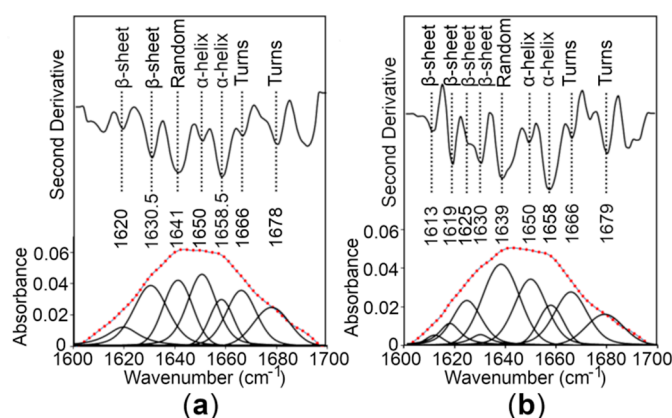 β-sheet
β-sheet
Random
α-helix
α-helix
Turns
Turns
Second Derivative
1620
1630.5
1641
1650
1658.5
1666
1678
0.06
0.04
0.02
0
Absorbance
1600 1620 1640 1660 1680 1700
Wavenumber (cm⁻¹)
(a)
β-sheet
β-sheet
β-sheet
β-sheet
Random
α-helix
α-helix
Turns
Turns
Second Derivative
1613
1619
1625
1630
1639
1650
1658
1666
1679
0.06
0.04
0.02
0
Absorbance
1600 1625 1640 1660 1680 1700
Wavenumber (cm⁻¹)
(b)